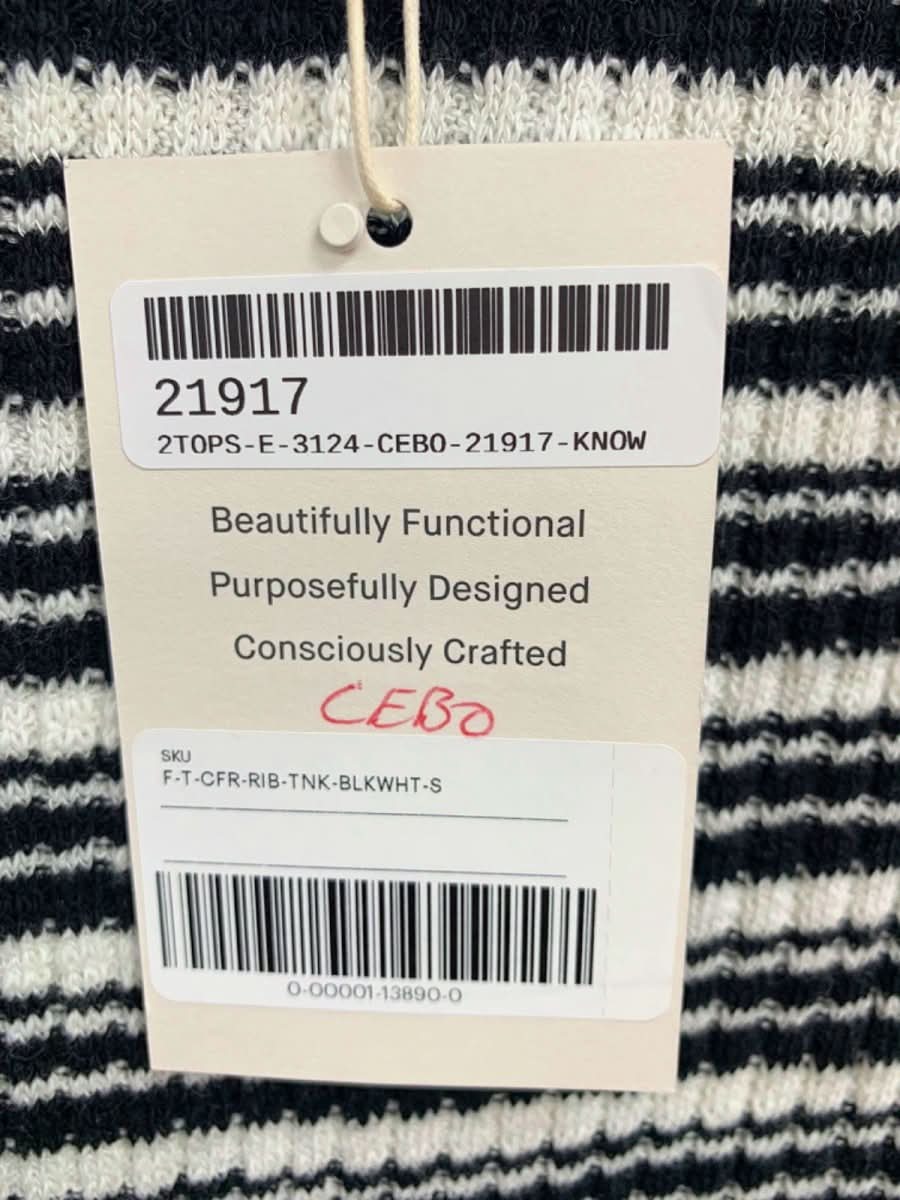 21917
2TOPS-E-3124-CEBO-21917-KNOW
Beautifully Functional
Purposefully Designed
Consciously Crafted
CEBO
SKU
F-T-CFR-RIB-TNK-BLKWHT-S
0-00001-13890-0